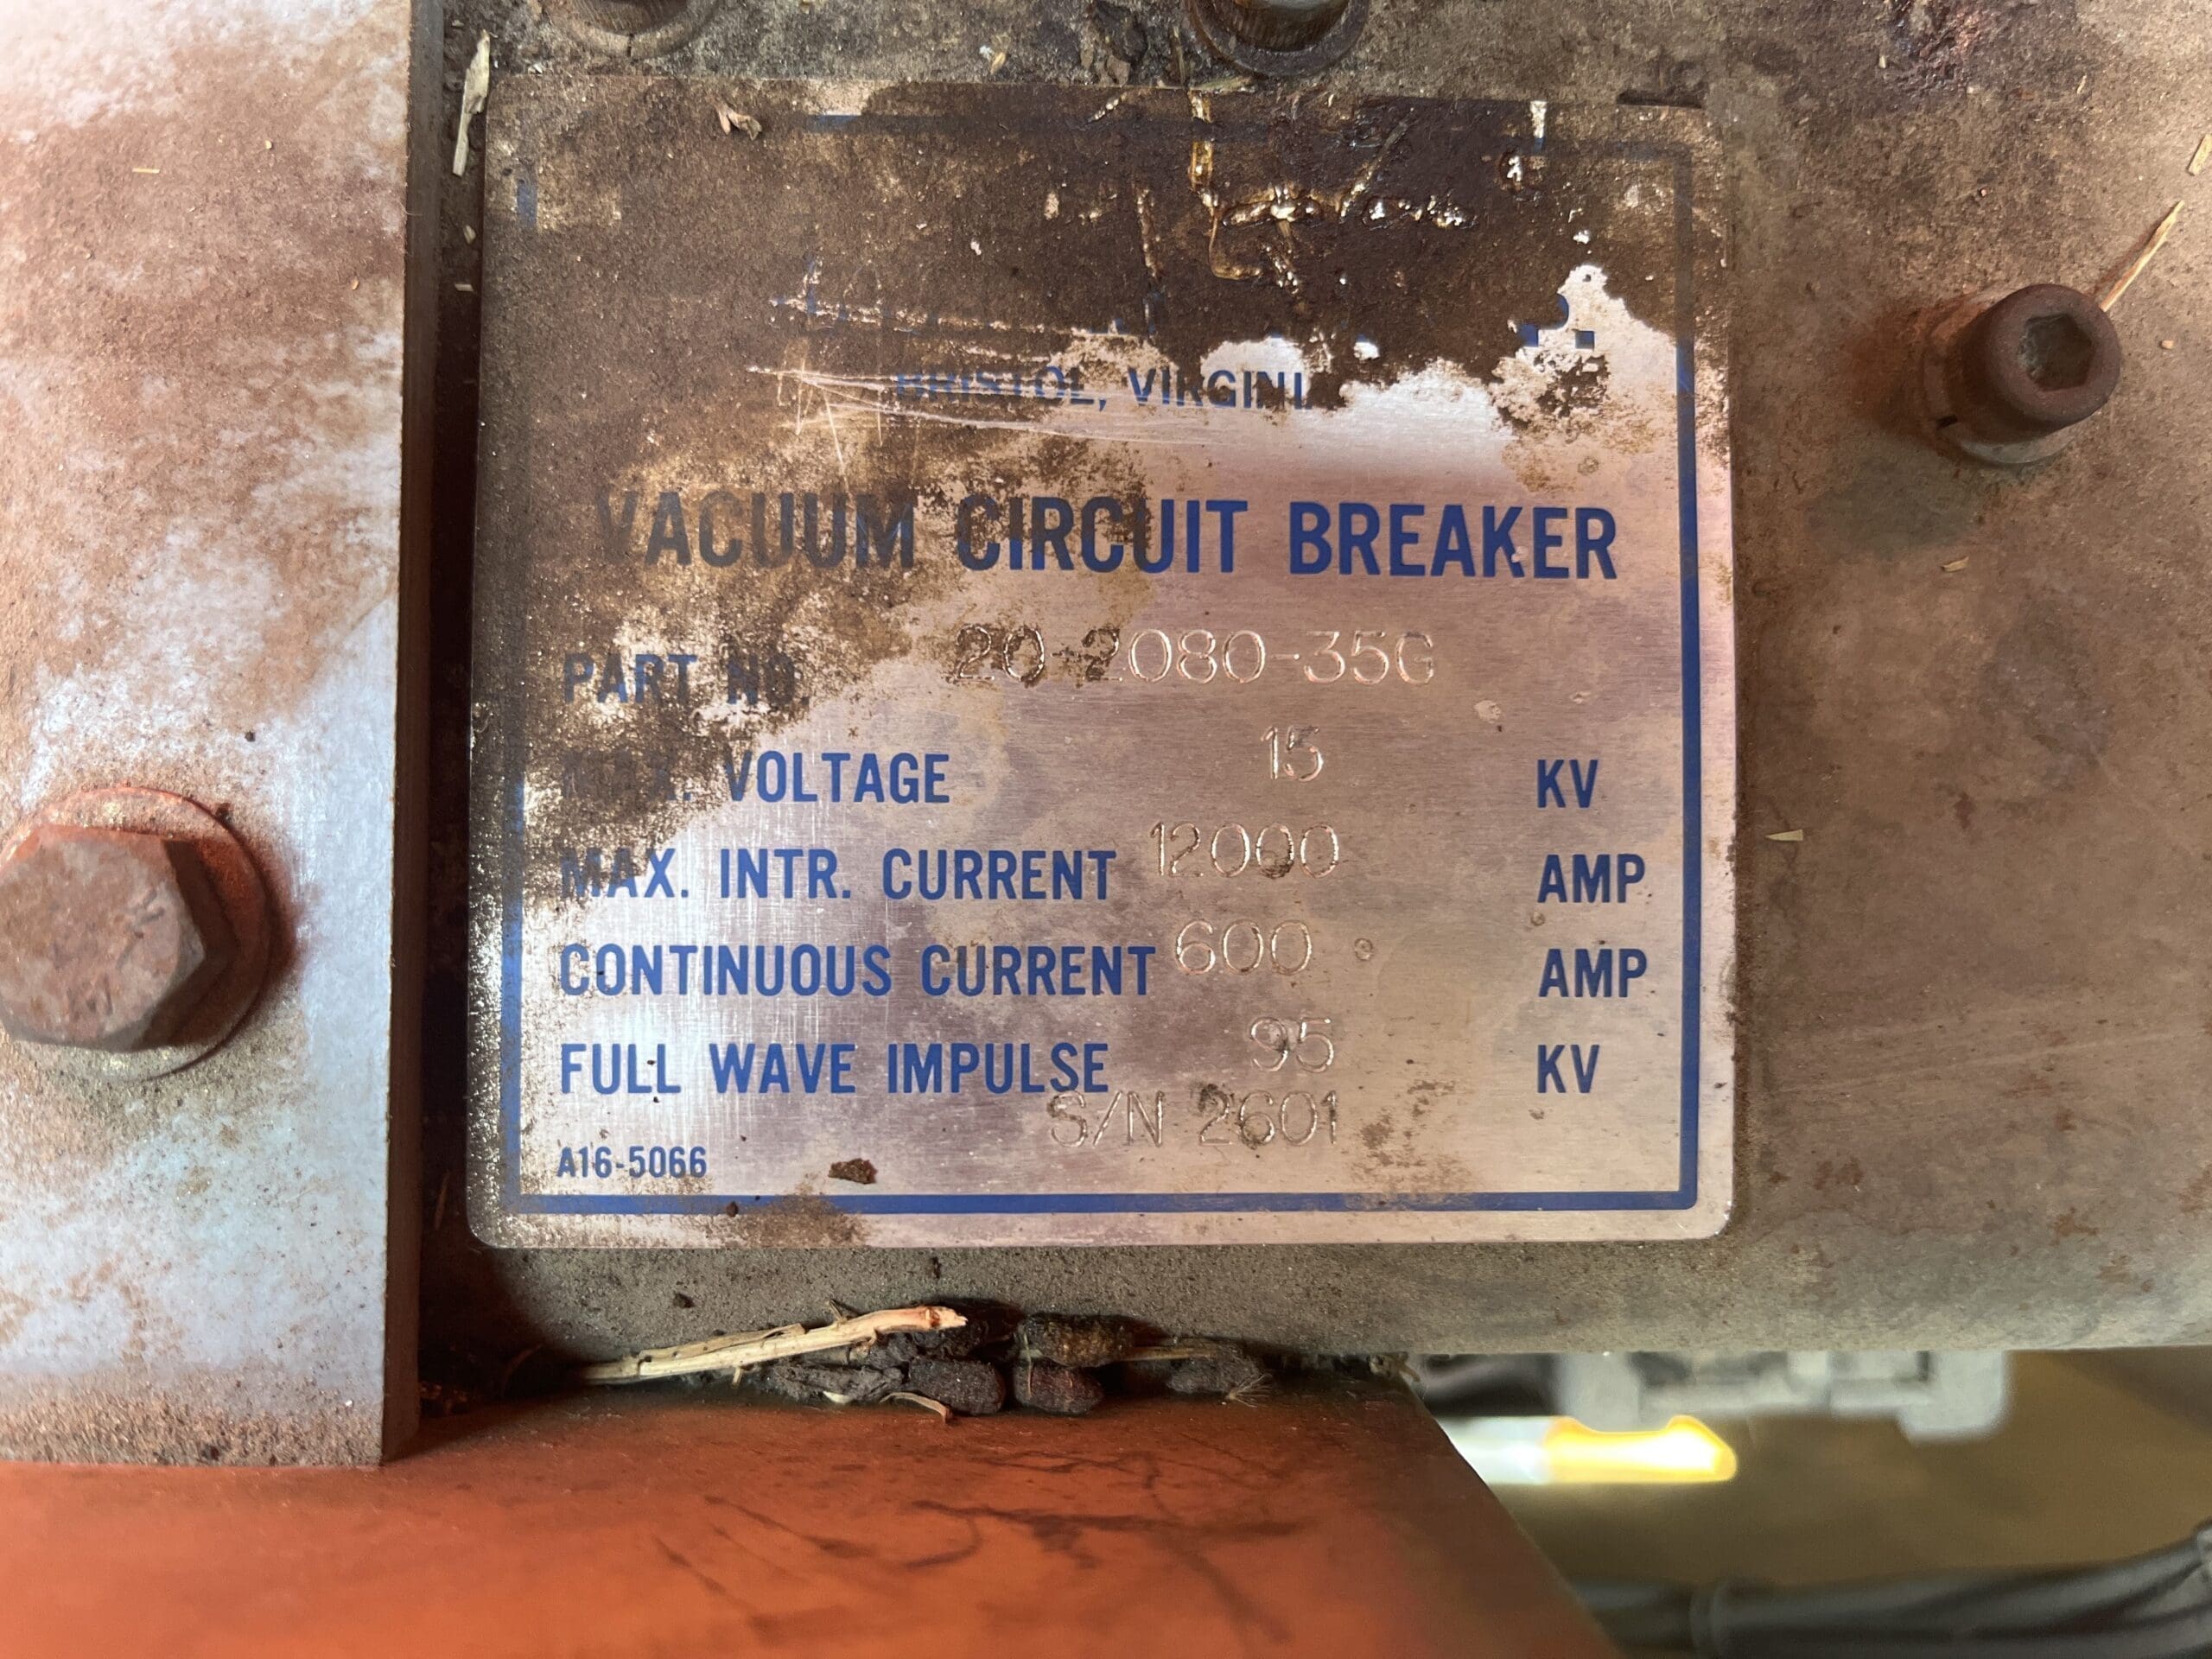 BRISTOL, VIRGINIA
VACUUM CIRCUIT BREAKER
PART NO. 20-2080-35G
MAX. VOLTAGE 15 KV
MAX. INTR. CURRENT 12000 AMP
CONTINUOUS CURRENT 600 AMP
FULL WAVE IMPULSE 95 KV
S/N 2601
A16-5066